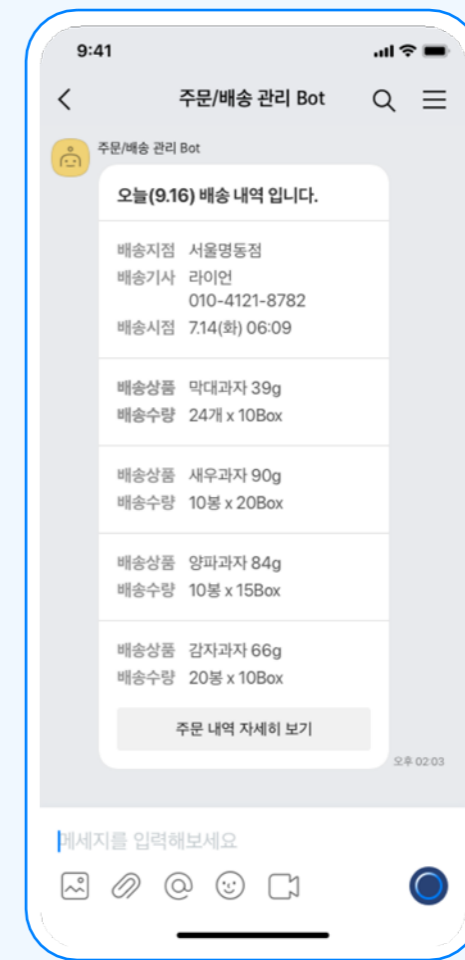 9:41
주문/배송 관리 Bot
주문/배송 관리 Bot
오늘(9.16) 배송 내역 입니다.
배송지점 서울명동점
배송기사 라이언
010-4121-8782
배송시점 7.14(화) 06:09
배송상품 막대과자 39g
배송수량 24개 x 10Box
배송상품 새우과자 90g
배송수량 10봉 x 20Box
배송상품 양파과자 84g
배송수량 10봉 x 15Box
배송상품 감자과자 66g
배송수량 20봉 x 10Box
주문 내역 자세히 보기
오후 02:03
메세지를 입력해보세요